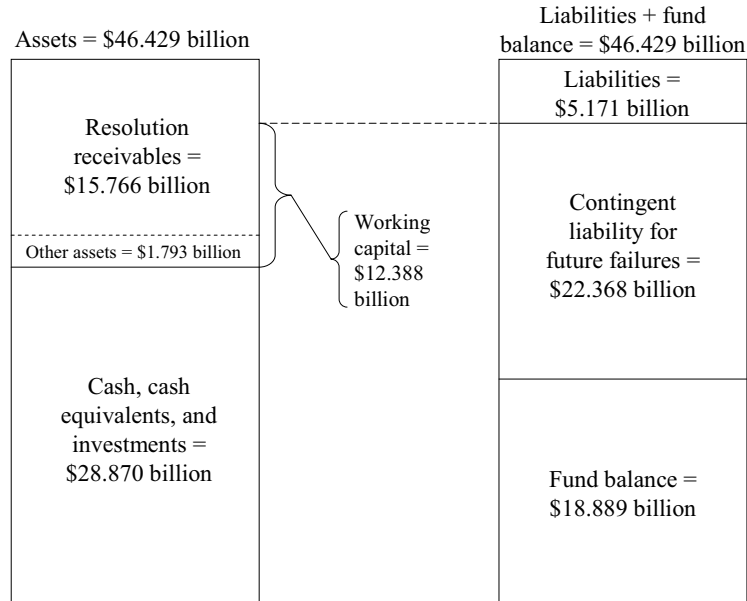 Assets = $46.429 billion
Liabilities + fund
balance = $46.429 billion
Resolution
receivables =
$15.766 billion
Other assets = $1.793 billion
Cash, cash
equivalents, and
investments =
$28.870 billion
Working
capital =
$12.388
billion
Liabilities =
$5.171 billion
Contingent
liability for
future failures =
$22.368 billion
Fund balance =
$18.889 billion